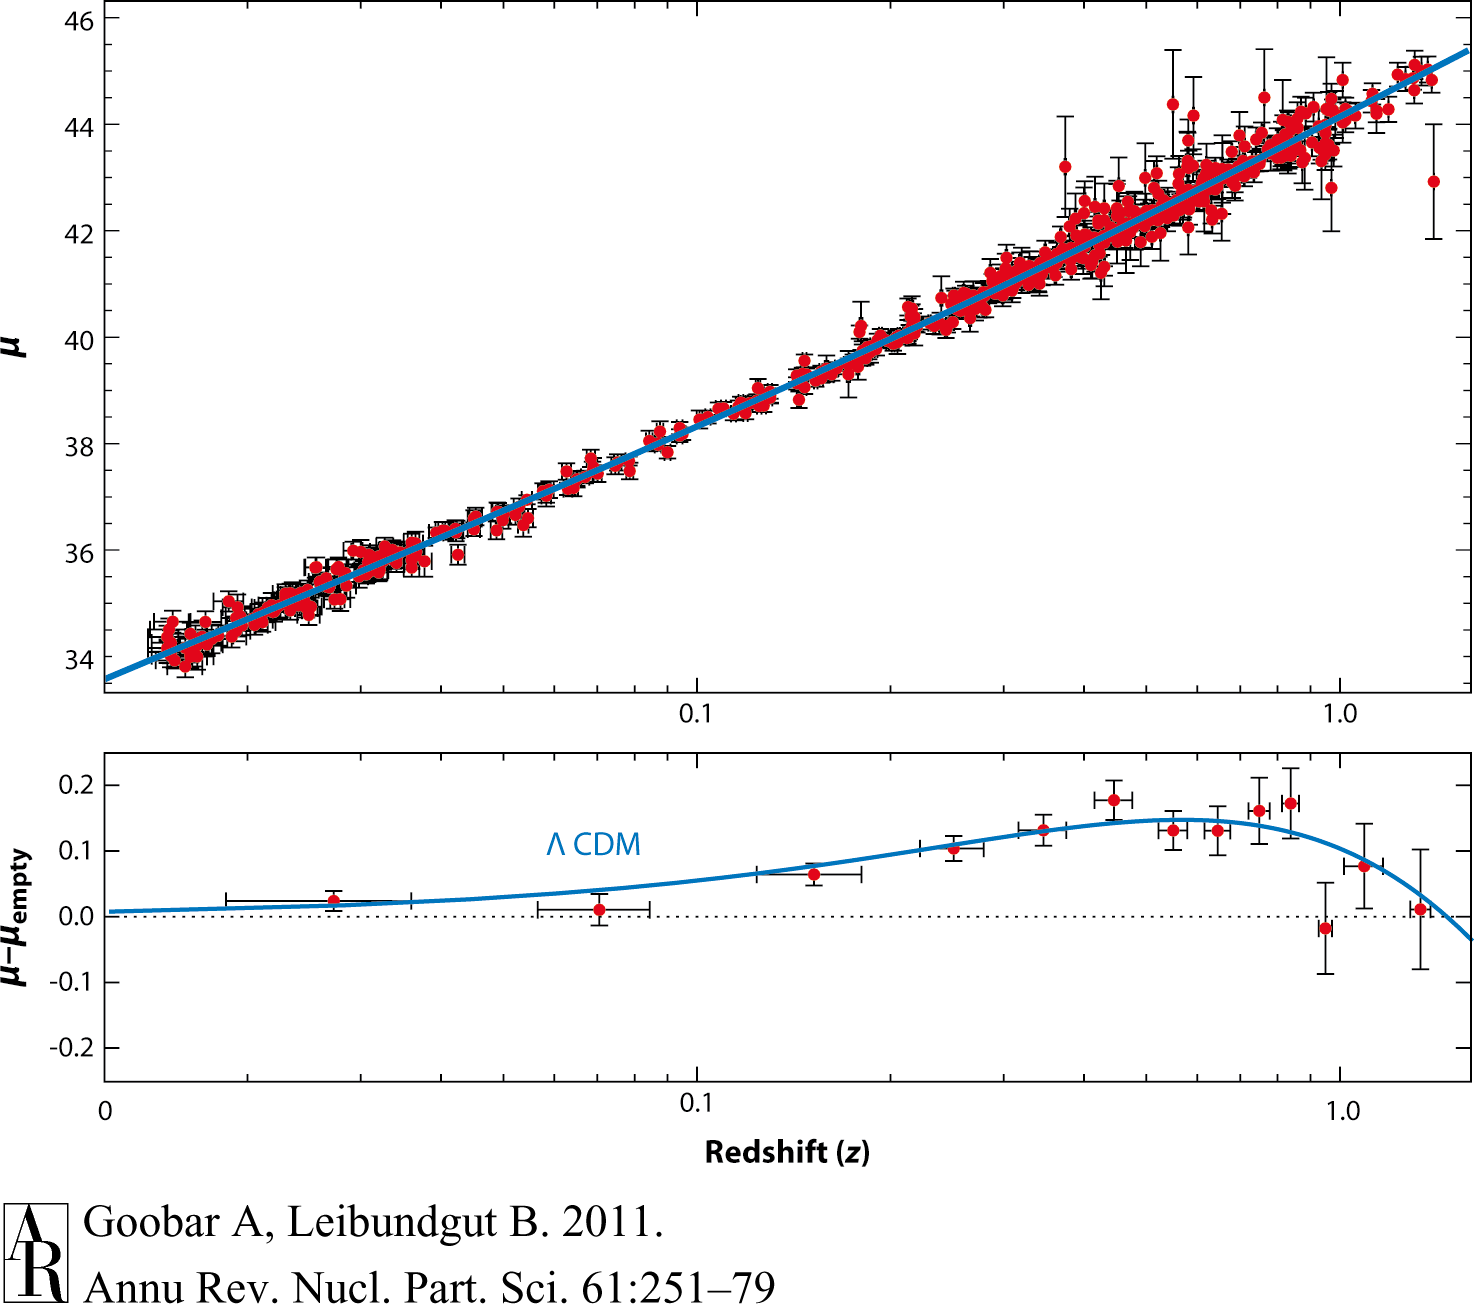 46
44
42
40
38
36
34
μ
0.1
1.0
0.2
0.1
0.0
-0.1
-0.2
μ–μempty
Λ CDM
0
0.1
1.0
Redshift (z)
AR
Goobar A, Leibundgut B. 2011.
Annu Rev. Nucl. Part. Sci. 61:251–79